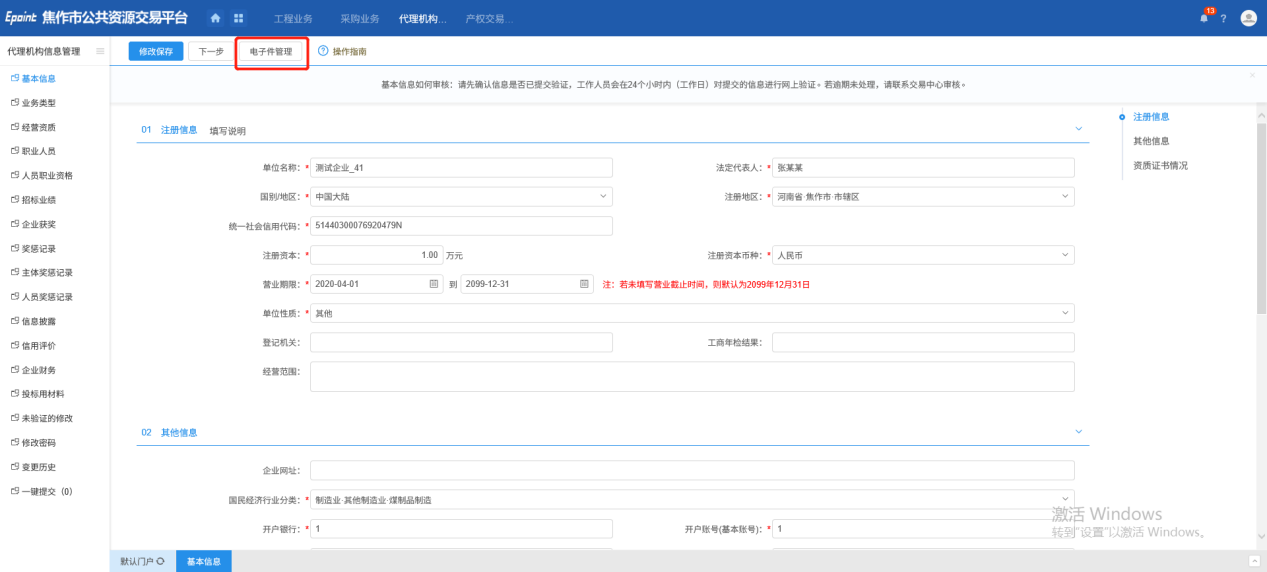 Epoint 焦作市公共资源交易平台 工程业务 采购业务 代理机构... 产权交易... 13 ?
代理机构信息管理 修改保存 下一步 电子件管理 ? 操作指南
基本信息如何审核：请先确认信息是否已提交验证，工作人员会在24个小时内（工作日）对提交的信息进行网上验证。若逾期未处理，请联系交易中心审核。
基本信息
业务类型
经营资质
职业人员
人员职业资格
招标业绩
企业获奖
奖惩记录
主体奖惩记录
人员奖惩记录
信息披露
信用评价
企业财务
投标用材料
未验证的修改
修改密码
变更历史
一键提交（0）
01 注册信息 填写说明
单位名称：* 测试企业_41 法定代表人：* 张某某
国别/地区：* 中国大陆 注册地区：* 河南省·焦作市·市辖区
统一社会信用代码：* 51440300076920479N
注册资本：* 1.00 万元 注册资本币种：* 人民币
营业期限：* 2020-04-01 到 2099-12-31 注：若未填写营业截止时间，则默认为2099年12月31日
单位性质：* 其他
登记机关： 工商年检结果：
经营范围：
02 其他信息
企业网址：
国民经济行业分类：* 制造业·其他制造业·煤制品制造
开户银行：* 1 开户账号(基本账号)：* 1
注册信息
其他信息
资质证书情况
激活 Windows
转到"设置"以激活 Windows。
默认门户 基本信息